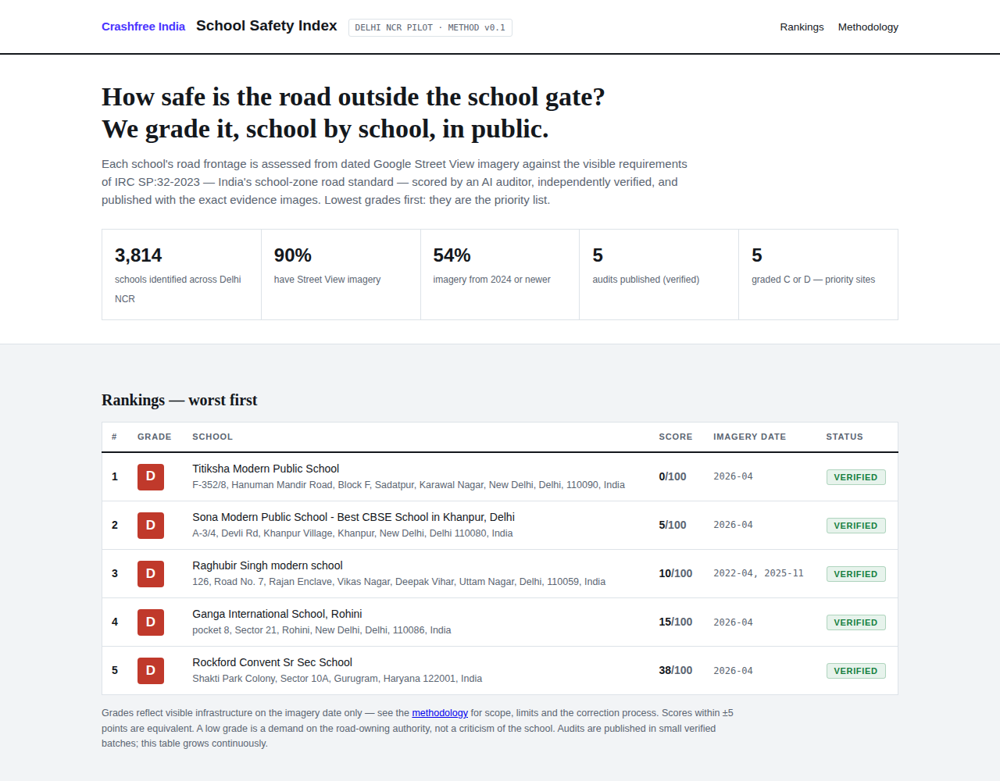 Crashfree India School Safety Index DELHI NCR PILOT · METHOD v0.1 Rankings Methodology
How safe is the road outside the school gate?
We grade it, school by school, in public.
Each school's road frontage is assessed from dated Google Street View imagery against the visible requirements
of IRC SP:32-2023 — India's school-zone road standard — scored by an AI auditor, independently verified, and
published with the exact evidence images. Lowest grades first: they are the priority list.
3,814 90% 54% 5 5
schools identified across Delhi have Street View imagery imagery from 2024 or newer audits published (verified) graded C or D — priority sites
NCR
Rankings — worst first
# GRADE SCHOOL SCORE IMAGERY DATE STATUS
1 D Titiksha Modern Public School 0/100 2026-04 VERIFIED
F-352/8, Hanuman Mandir Road, Block F, Sadatpur, Karawal Nagar, New Delhi, Delhi, 110090, India
2 D Sona Modern Public School - Best CBSE School in Khanpur, Delhi 5/100 2026-04 VERIFIED
A-3/4, Devli Rd, Khanpur Village, Khanpur, New Delhi, Delhi 110080, India
3 D Raghubir Singh modern school 10/100 2022-04, 2025-11 VERIFIED
126, Road No. 7, Rajan Enclave, Vikas Nagar, Deepak Vihar, Uttam Nagar, Delhi, 110059, India
4 D Ganga International School, Rohini 15/100 2026-04 VERIFIED
pocket 8, Sector 21, Rohini, New Delhi, Delhi, 110086, India
5 D Rockford Convent Sr Sec School 38/100 2026-04 VERIFIED
Shakti Park Colony, Sector 10A, Gurugram, Haryana 122001, India
Grades reflect visible infrastructure on the imagery date only — see the methodology for scope, limits and the correction process. Scores within ±5
points are equivalent. A low grade is a demand on the road-owning authority, not a criticism of the school. Audits are published in small verified
batches; this table grows continuously.